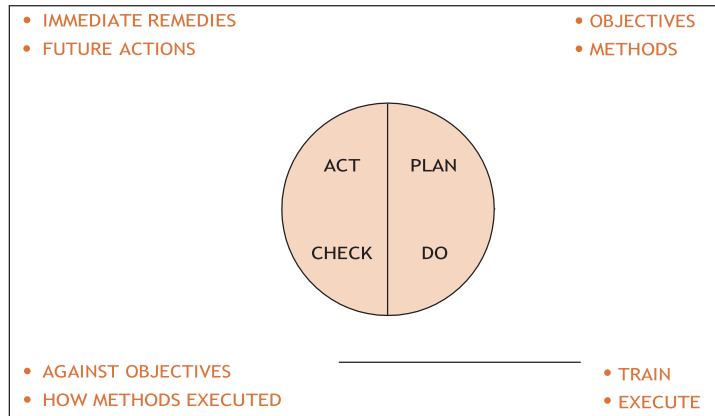 • IMMEDIATE REMEDIES
• FUTURE ACTIONS
• OBJECTIVES
• METHODS
ACT
PLAN
CHECK
DO
• AGAINST OBJECTIVES
• HOW METHODS EXECUTED
• TRAIN
• EXECUTE